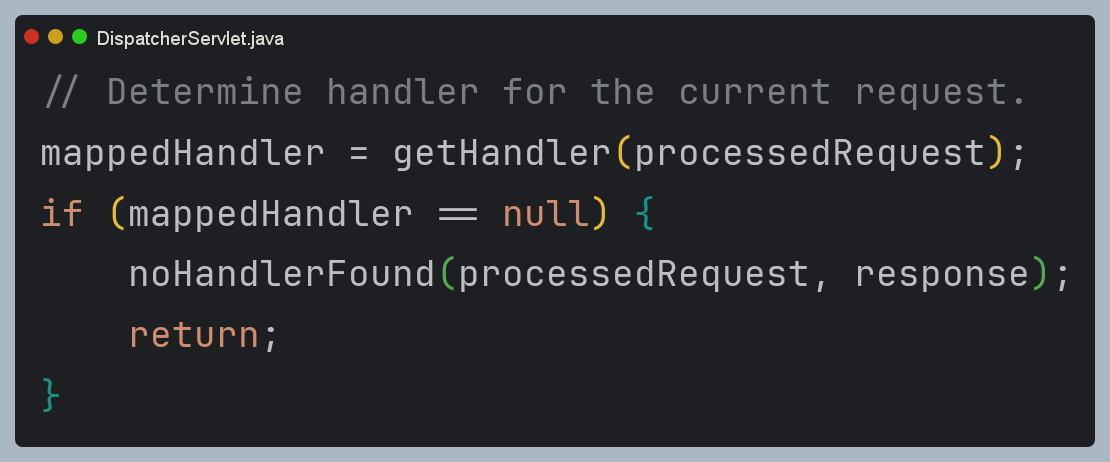 DispatcherServlet.java
// Determine handler for the current request.
mappedHandler = getHandler(processedRequest);
if (mappedHandler == null) {
    noHandlerFound(processedRequest, response);
    return;
}